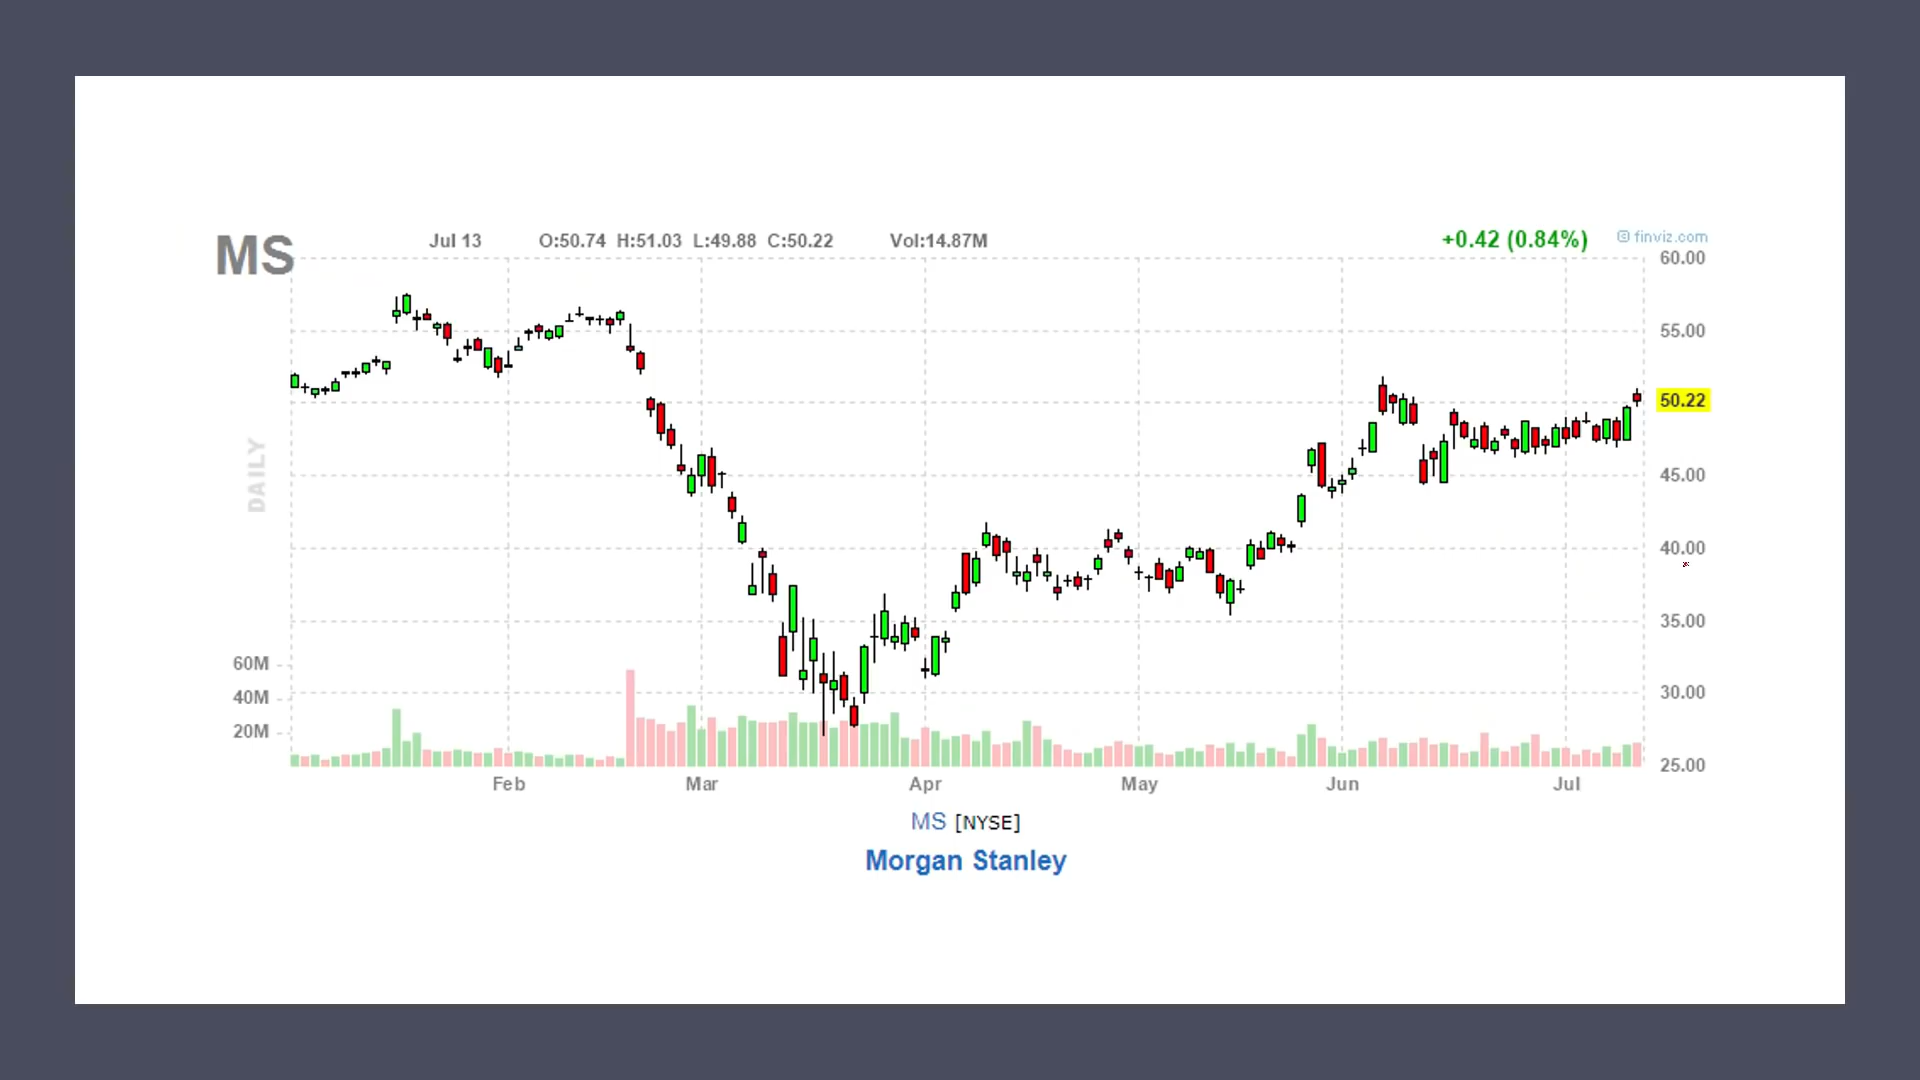 MS Jul 13 O:50.74 H:51.03 L:49.88 C:50.22 Vol:14.87M +0.42 (0.84%) © finviz.com
60.00
55.00
50.22
DAILY
45.00
40.00
35.00
60M
40M
30.00
20M
25.00
Feb Mar Apr May Jun Jul
MS [NYSE]
Morgan Stanley